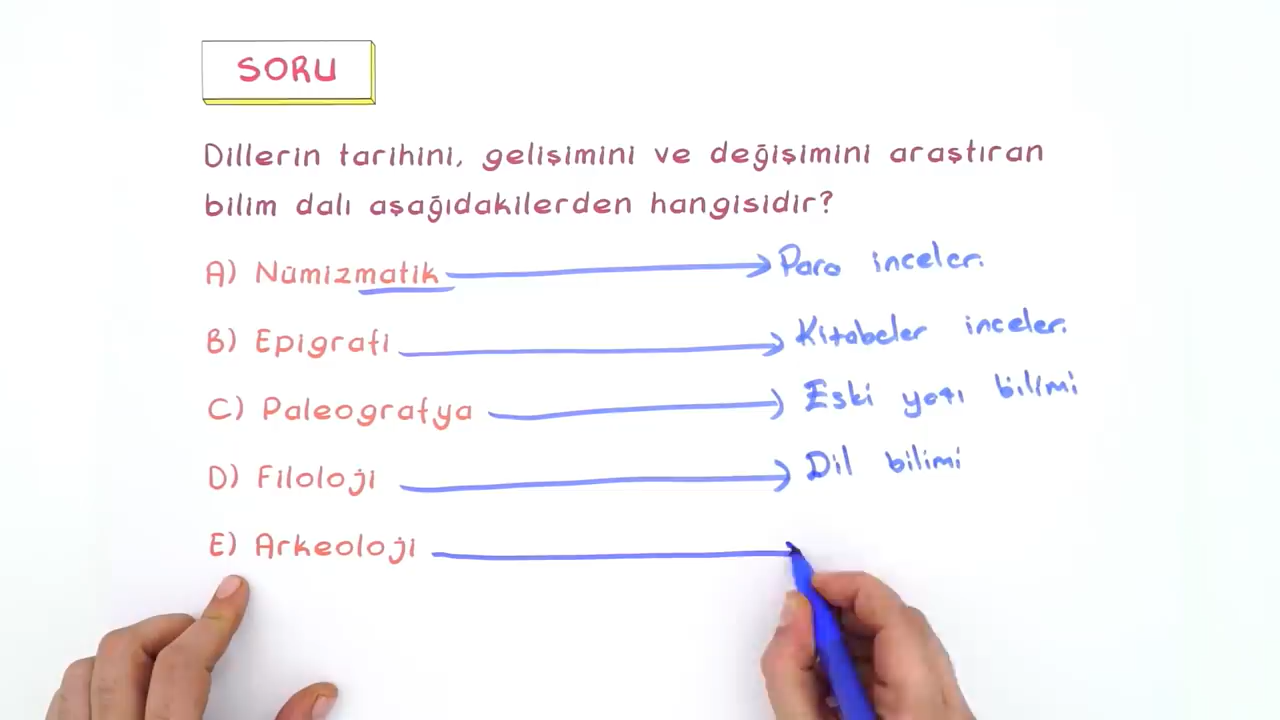 SORU
Dillerin tarihini, gelişimini ve değişimini araştıran
bilim dalı aşağıdakilerden hangisidir?
A) Nümizmatik → Para inceler.
B) Epigrafi → Kitabeler inceler.
C) Paleografya → Eski yazı bilimi
D) Filoloji → Dil bilimi
E) Arkeoloji